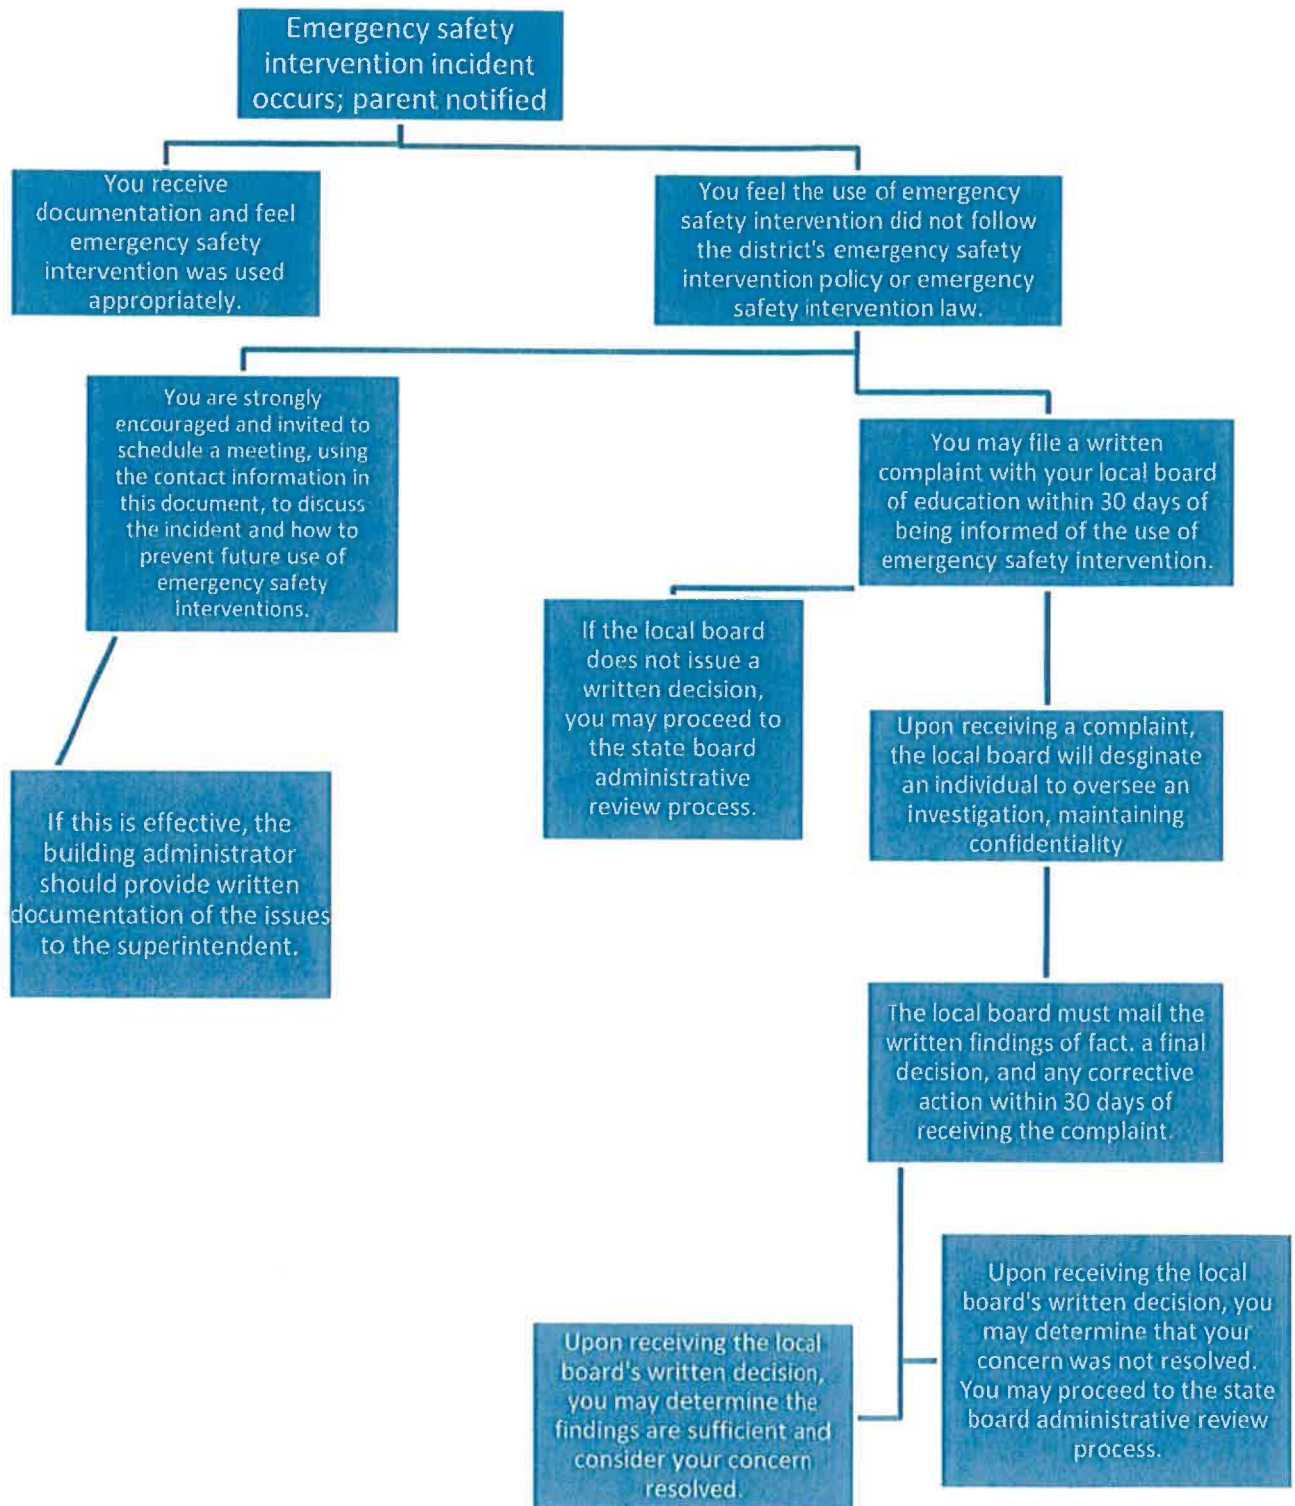 Emergency safety
intervention incident
occurs; parent notified
You receive
documentation and feel
emergency safety
intervention was used
appropriately.
You feel the use of emergency
safety intervention did not follow
the district's emergency safety
intervention policy or emergency
safety intervention law.
You are strongly
encouraged and invited to
schedule a meeting, using
the contact information in
this document, to discuss
the incident and how to
prevent future use of
emergency safety
interventions.
You may file a written
complaint with your local board
of education within 30 days of
being informed of the use of
emergency safety intervention.
If the local board
does not issue a
written decision,
you may proceed to
the state board
administrative
review process.
Upon receiving a complaint,
the local board will desginate
an individual to oversee an
investigation, maintaining
confidentiality
If this is effective, the
building administrator
should provide written
documentation of the issues
to the superintendent.
The local board must mail the
written findings of fact, a final
decision, and any corrective
action within 30 days of
receiving the complaint.
Upon receiving the local
board's written decision, you
may determine that your
concern was not resolved.
You may proceed to the state
board administrative review
process.
Upon receiving the local
board's written decision,
you may determine the
findings are sufficient and
consider your concern
resolved.